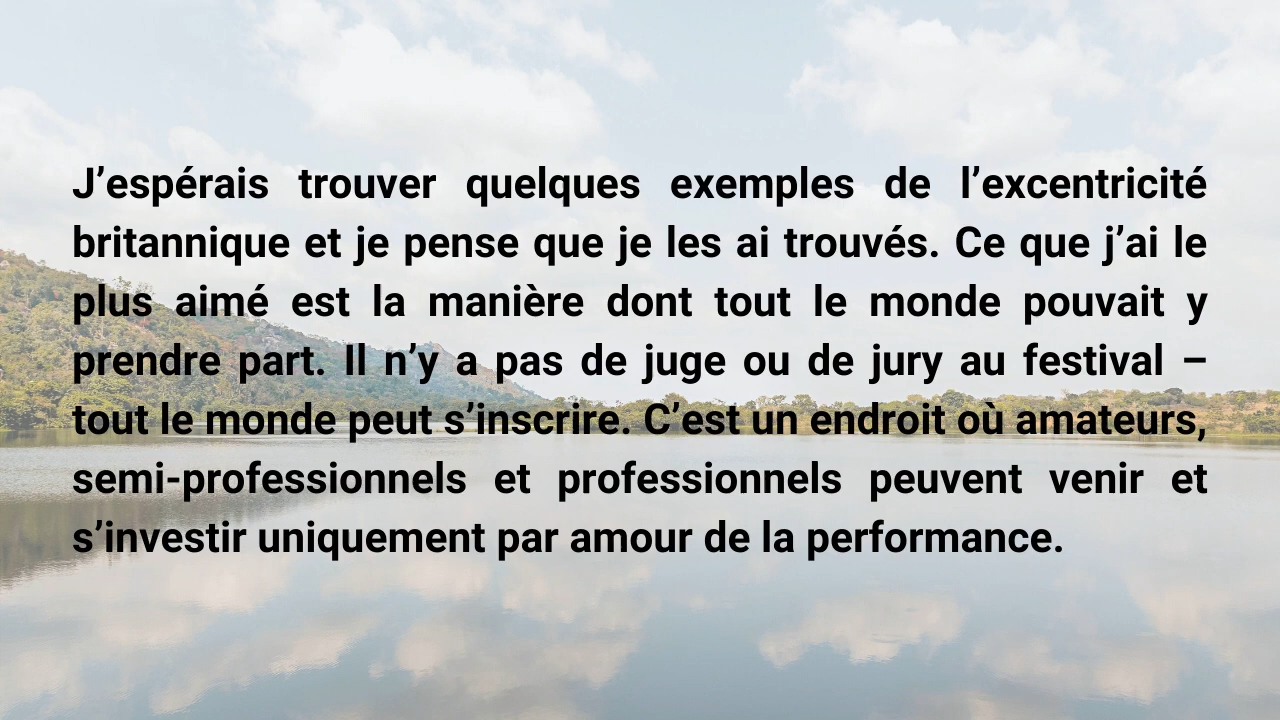 J’espérais trouver quelques exemples de l’excentricité
britannique et je pense que je les ai trouvés. Ce que j’ai le
plus aimé est la manière dont tout le monde pouvait y
prendre part. Il n’y a pas de juge ou de jury au festival –
tout le monde peut s’inscrire. C’est un endroit où amateurs,
semi-professionnels et professionnels peuvent venir et
s’investir uniquement par amour de la performance.